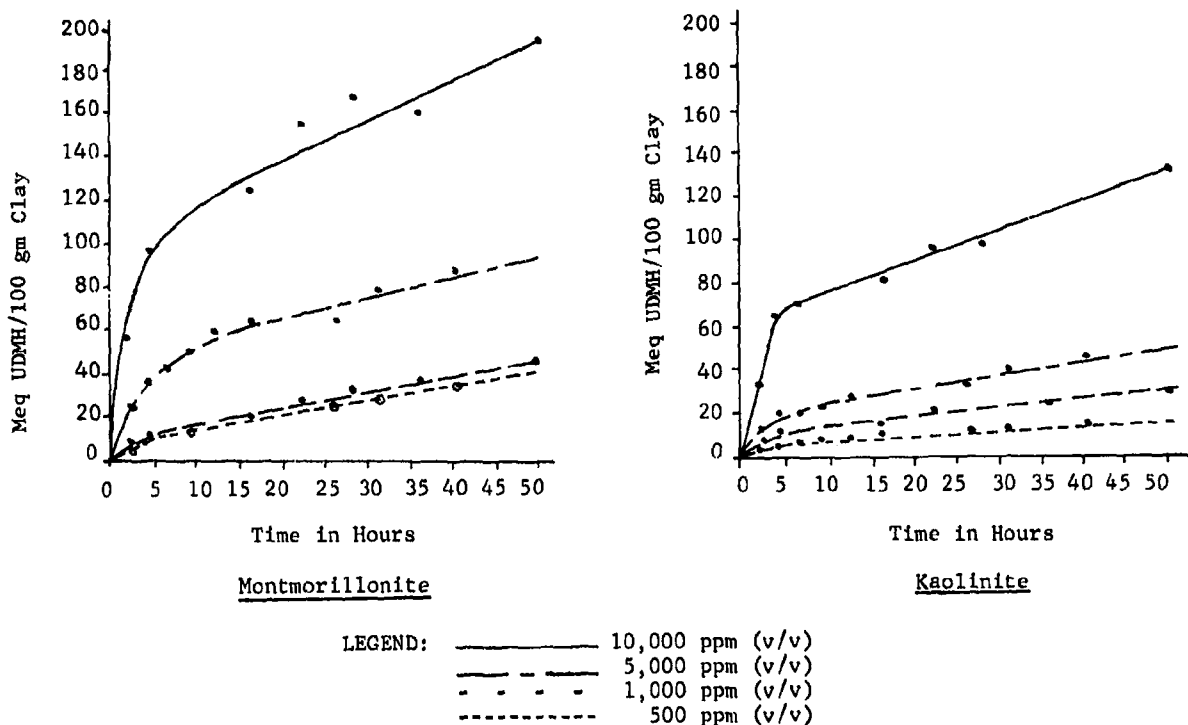 200
180
160
140
120
100
80
60
40
20
0
Meq UDMH/100 gm Clay
0 5 10 15 20 25 30 35 40 45 50
Time in Hours
Montmorillonite
200
180
160
140
120
100
80
60
40
20
0
Meq UDMH/100 gm Clay
0 5 10 15 20 25 30 35 40 45 50
Time in Hours
Kaolinite
LEGEND: 10,000 ppm (v/v)
5,000 ppm (v/v)
1,000 ppm (v/v)
500 ppm (v/v)